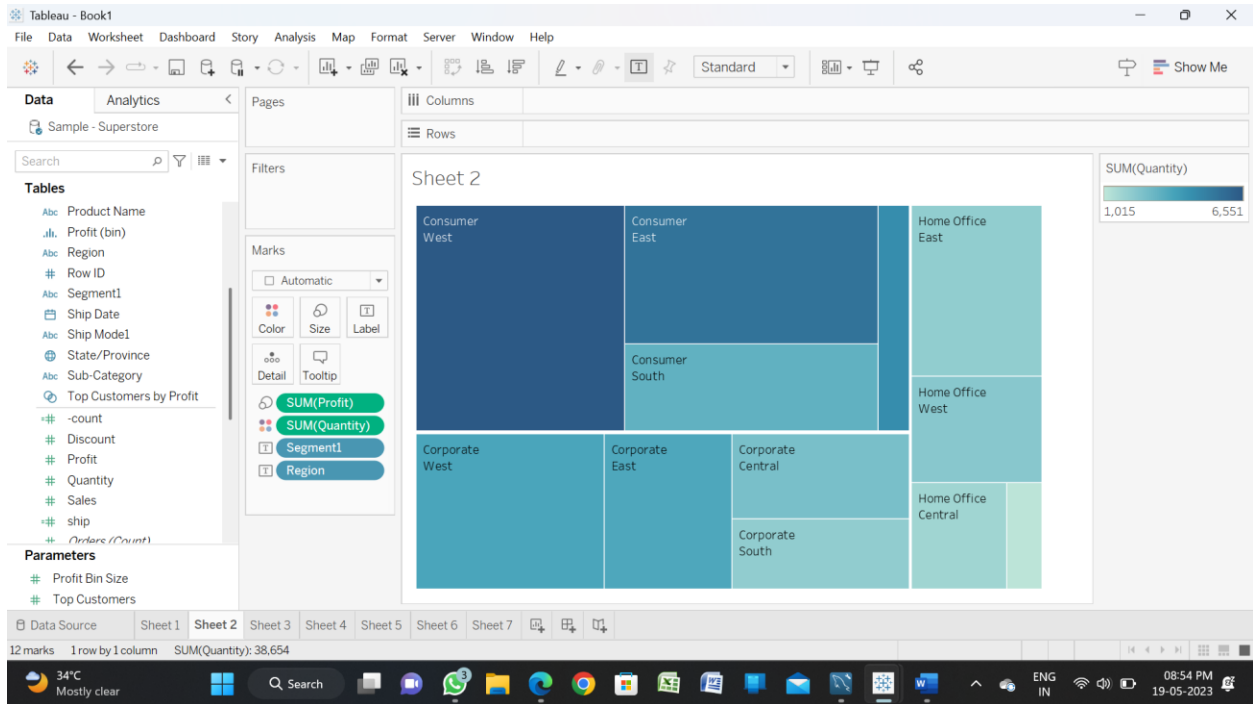 Tableau - Book1
File Data Worksheet Dashboard Story Analysis Map Format Server Window Help
Standard
Show Me
Data Analytics
Sample - Superstore
Search
Tables
Abc Product Name
Profit (bin)
Abc Region
# Row ID
Abc Segment1
Ship Date
Abc Ship Mode1
State/Province
Abc Sub-Category
Top Customers by Profit
=# -count
# Discount
# Profit
# Quantity
# Sales
=# ship
# Orders (Count)
Parameters
# Profit Bin Size
# Top Customers
Pages
Filters
Marks
Automatic
Color Size Label
Detail Tooltip
SUM(Profit)
SUM(Quantity)
T Segment1
T Region
Columns
Rows
Sheet 2
Consumer
West
Consumer
East
Consumer
South
Corporate
West
Corporate
East
Corporate
Central
Corporate
South
Home Office
East
Home Office
West
Home Office
Central
SUM(Quantity)
1,015 6,551
Data Source Sheet 1 Sheet 2 Sheet 3 Sheet 4 Sheet 5 Sheet 6 Sheet 7
12 marks 1 row by 1 column SUM(Quantity): 38,654
34°C
Mostly clear
Search
3
ENG
IN
08:54 PM
19-05-2023